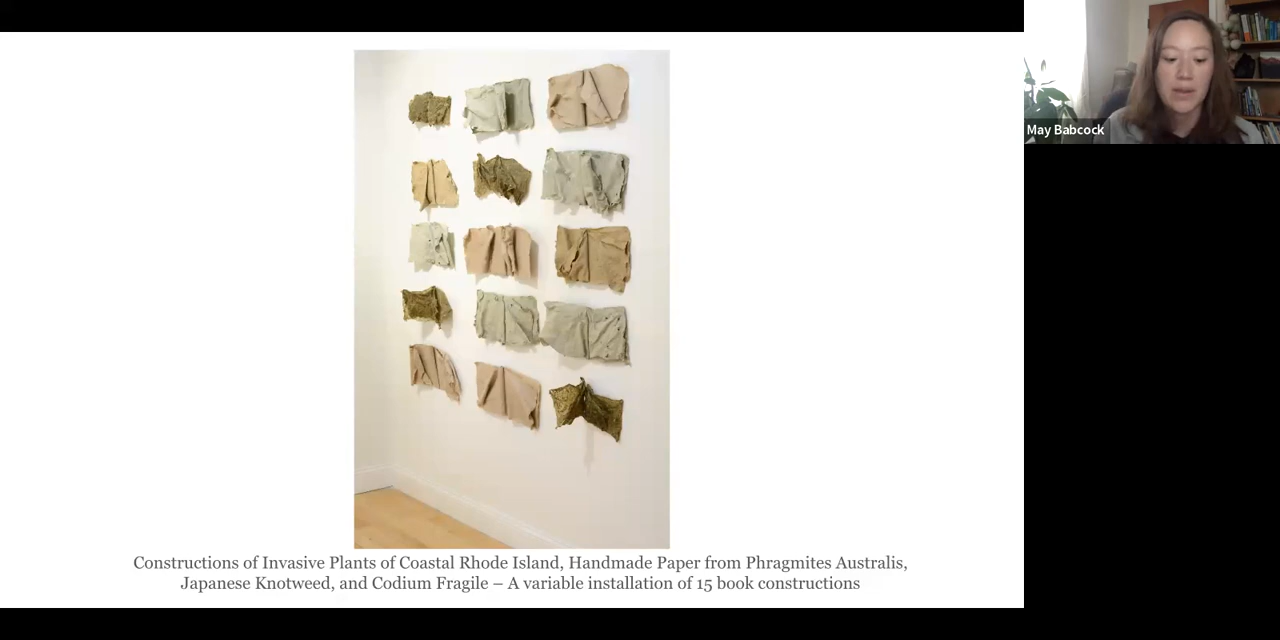 May Babcock
Constructions of Invasive Plants of Coastal Rhode Island, Handmade Paper from Phragmites Australis,
Japanese Knotweed, and Codium Fragile – A variable installation of 15 book constructions